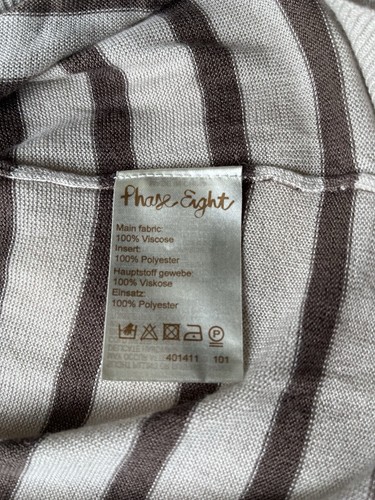 Phase Eight
Main fabric:
100% Viscose
Insert:
100% Polyester
Hauptstoff gewebe:
100% Viskose
Einsatz:
100% Polyester
P
401411 101